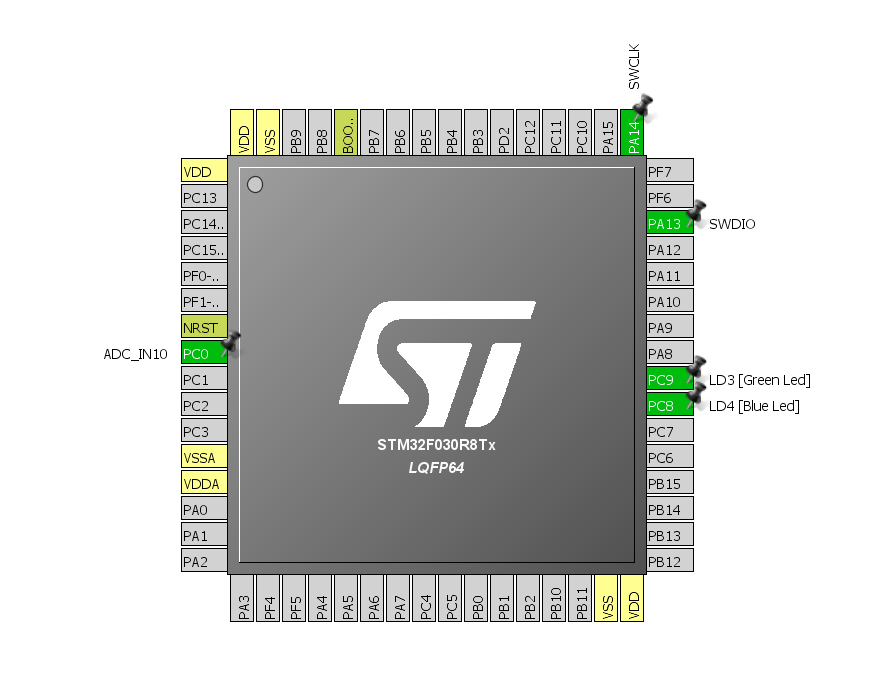 SWCLK
VDD
VSS
PB9
PB8
BOO..
PB7
PB6
PB5
PB4
PB3
PD2
PC12
PC11
PC10
PA15
PA14
VDD
PC13
PC14..
PC15..
PF0-..
PF1-..
NRST
ADC_IN10
PC0
PC1
PC2
PC3
VSSA
VDDA
PA0
PA1
PA2
STM32F030R8Tx
LQFP64
PF7
PF6
PA13
SWDIO
PA12
PA11
PA10
PA9
PA8
PC9
LD3 [Green Led]
PC8
LD4 [Blue Led]
PC7
PC6
PB15
PB14
PB13
PB12
PA3
PF4
PF5
PA4
PA5
PA6
PA7
PC4
PC5
PB0
PB1
PB2
PB10
PB11
VSS
VDD